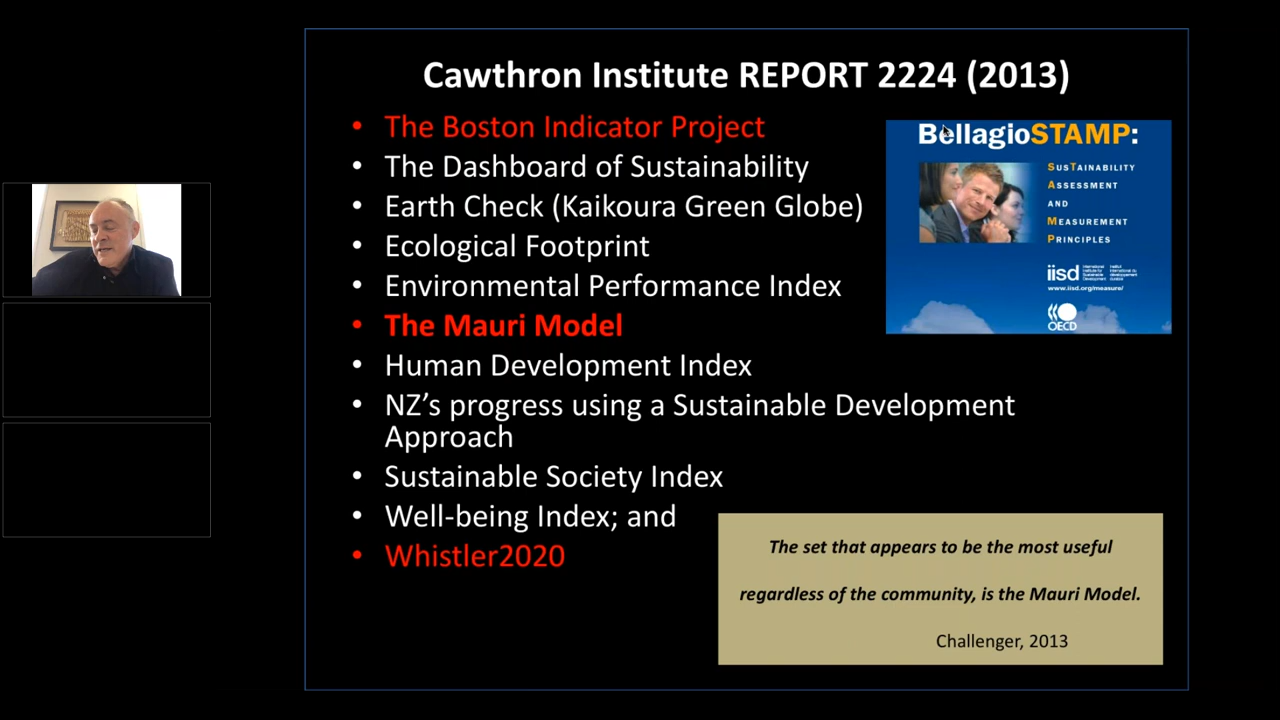 Cawthron Institute REPORT 2224 (2013)
• The Boston Indicator Project
• The Dashboard of Sustainability
• Earth Check (Kaikoura Green Globe)
• Ecological Footprint
• Environmental Performance Index
• The Mauri Model
• Human Development Index
• NZ's progress using a Sustainable Development
Approach
• Sustainable Society Index
• Well-being Index; and
• Whistler2020
BellagioSTAMP:
SUSTAINABILITY
ASSESSMENT
AND
MEASUREMENT
PRINCIPLES
iisd
www.iisd.org/measure/
OECD
The set that appears to be the most useful
regardless of the community, is the Mauri Model.
Challenger, 2013